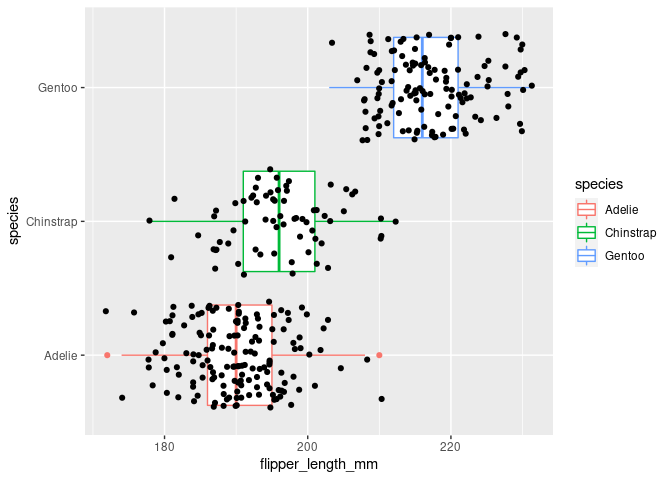 Gentoo
Chinstrap
Adelie
species
180
200
220
flipper_length_mm
species
Adelie
Chinstrap
Gentoo